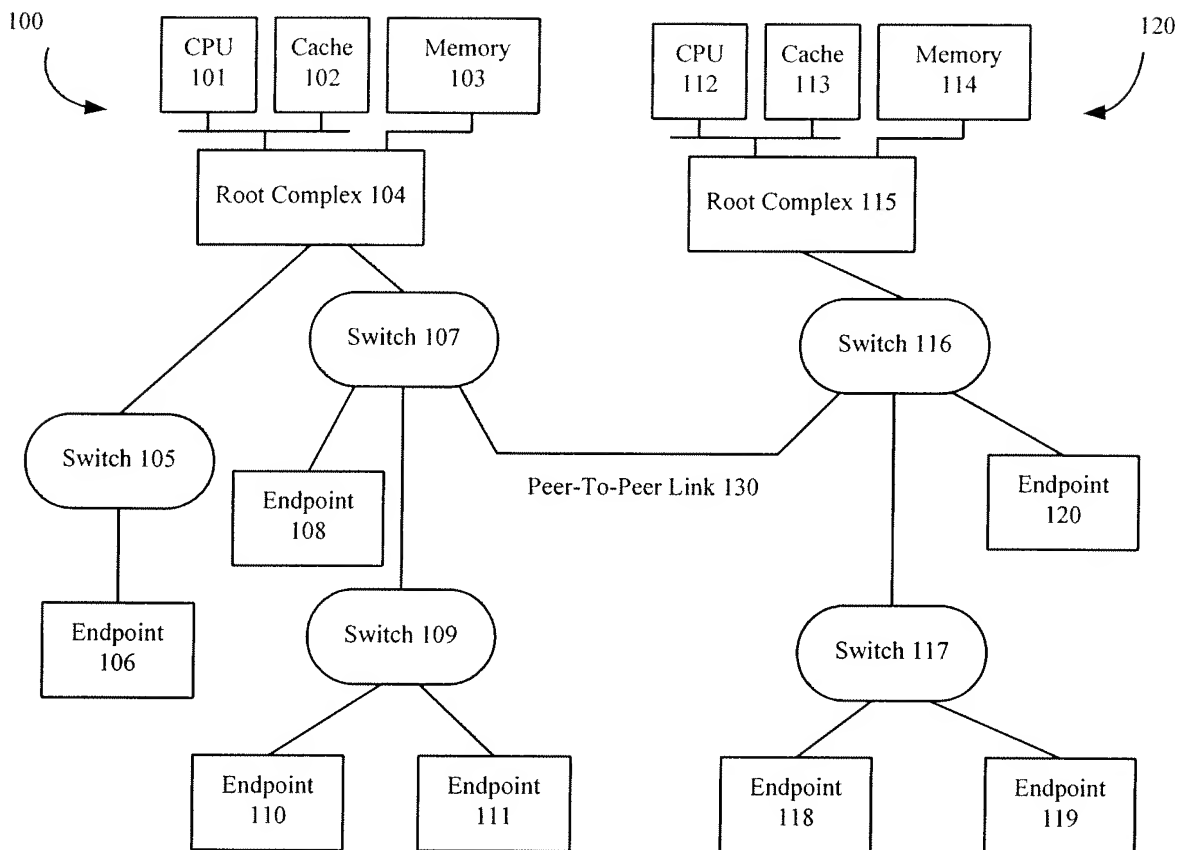 100
CPU
101
Cache
102
Memory
103
CPU
112
Cache
113
Memory
114
120
Root Complex 104
Root Complex 115
Switch 107
Switch 116
Switch 105
Endpoint
108
Peer-To-Peer Link 130
Endpoint
120
Endpoint
106
Switch 109
Switch 117
Endpoint
110
Endpoint
111
Endpoint
118
Endpoint
119